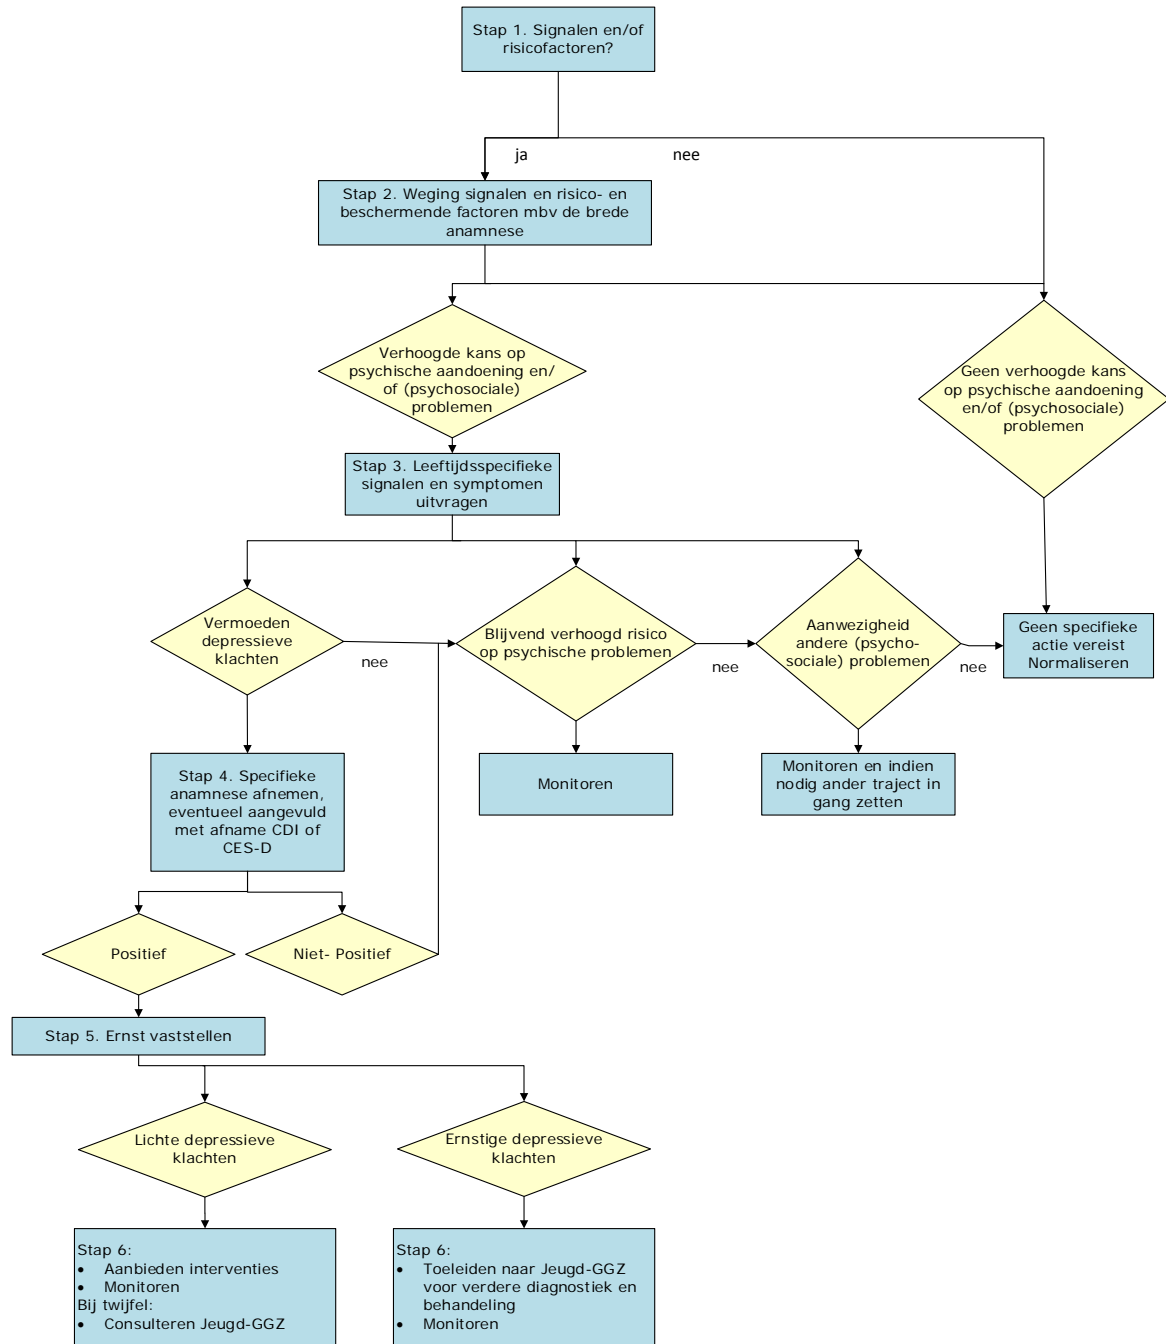 Stap 1. Signalen en/of
risicofactoren?
ja
nee
Stap 2. Weging signalen en risico- en
beschermende factoren mbv de brede
anamnese
Verhoogde kans op
psychische aandoening en/
of (psychosociale)
problemen
Geen verhoogde kans
op psychische aandoening
en/of (psychosociale)
problemen
Stap 3. Leeftijdsspecifieke
signalen en symptomen
uitvragen
Vermoeden
depressieve
klachten
nee
Blijvend verhoogd risico
op psychische problemen
nee
Aanwezigheid
andere (psycho-
sociale) problemen
nee
Geen specifieke
actie vereist
Normaliseren
Stap 4. Specifieke
anamnese afnemen,
eventueel aangevuld
met afname CDI of
CES-D
Monitoren
Monitoren en indien
nodig ander traject in
gang zetten
Positief
Niet- Positief
Stap 5. Ernst vaststellen
Lichte depressieve
klachten
Ernstige depressieve
klachten
Stap 6:
• Aanbieden interventies
• Monitoren
Bij twijfel:
• Consulteren Jeugd-GGZ
Stap 6:
• Toeleiden naar Jeugd-GGZ
voor verdere diagnostiek en
behandeling
• Monitoren